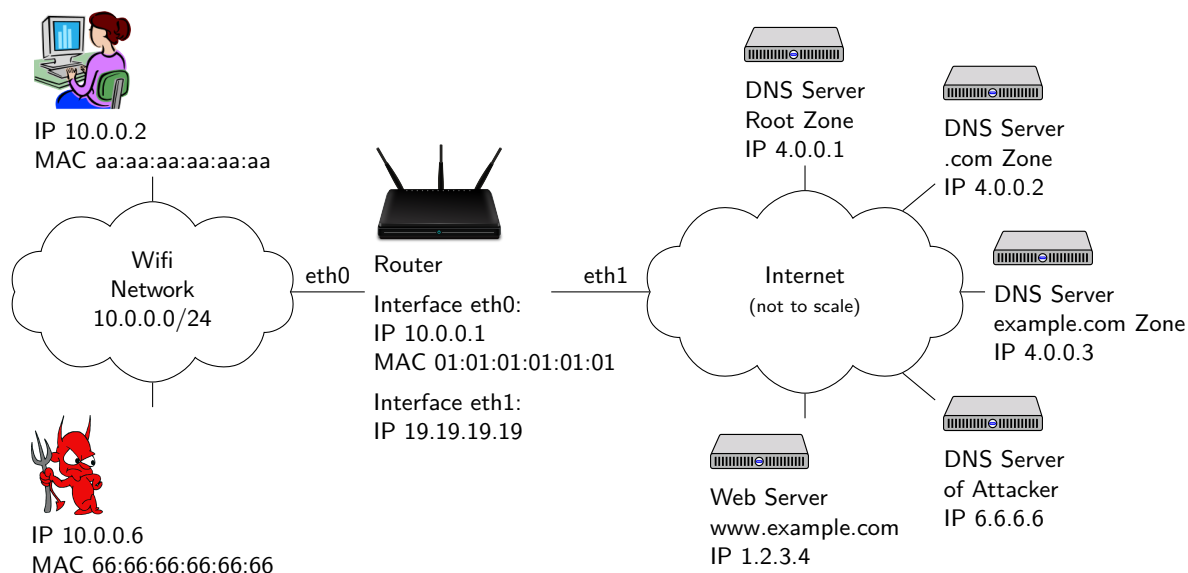 IP 10.0.0.2
MAC aa:aa:aa:aa:aa:aa
Wifi
Network
10.0.0.0/24
IP 10.0.0.6
MAC 66:66:66:66:66:66
eth0
Router
Interface eth0:
IP 10.0.0.1
MAC 01:01:01:01:01:01
Interface eth1:
IP 19.19.19.19
eth1
Internet
(not to scale)
DNS Server
Root Zone
IP 4.0.0.1
DNS Server
.com Zone
IP 4.0.0.2
DNS Server
example.com Zone
IP 4.0.0.3
DNS Server
of Attacker
IP 6.6.6.6
Web Server
www.example.com
IP 1.2.3.4